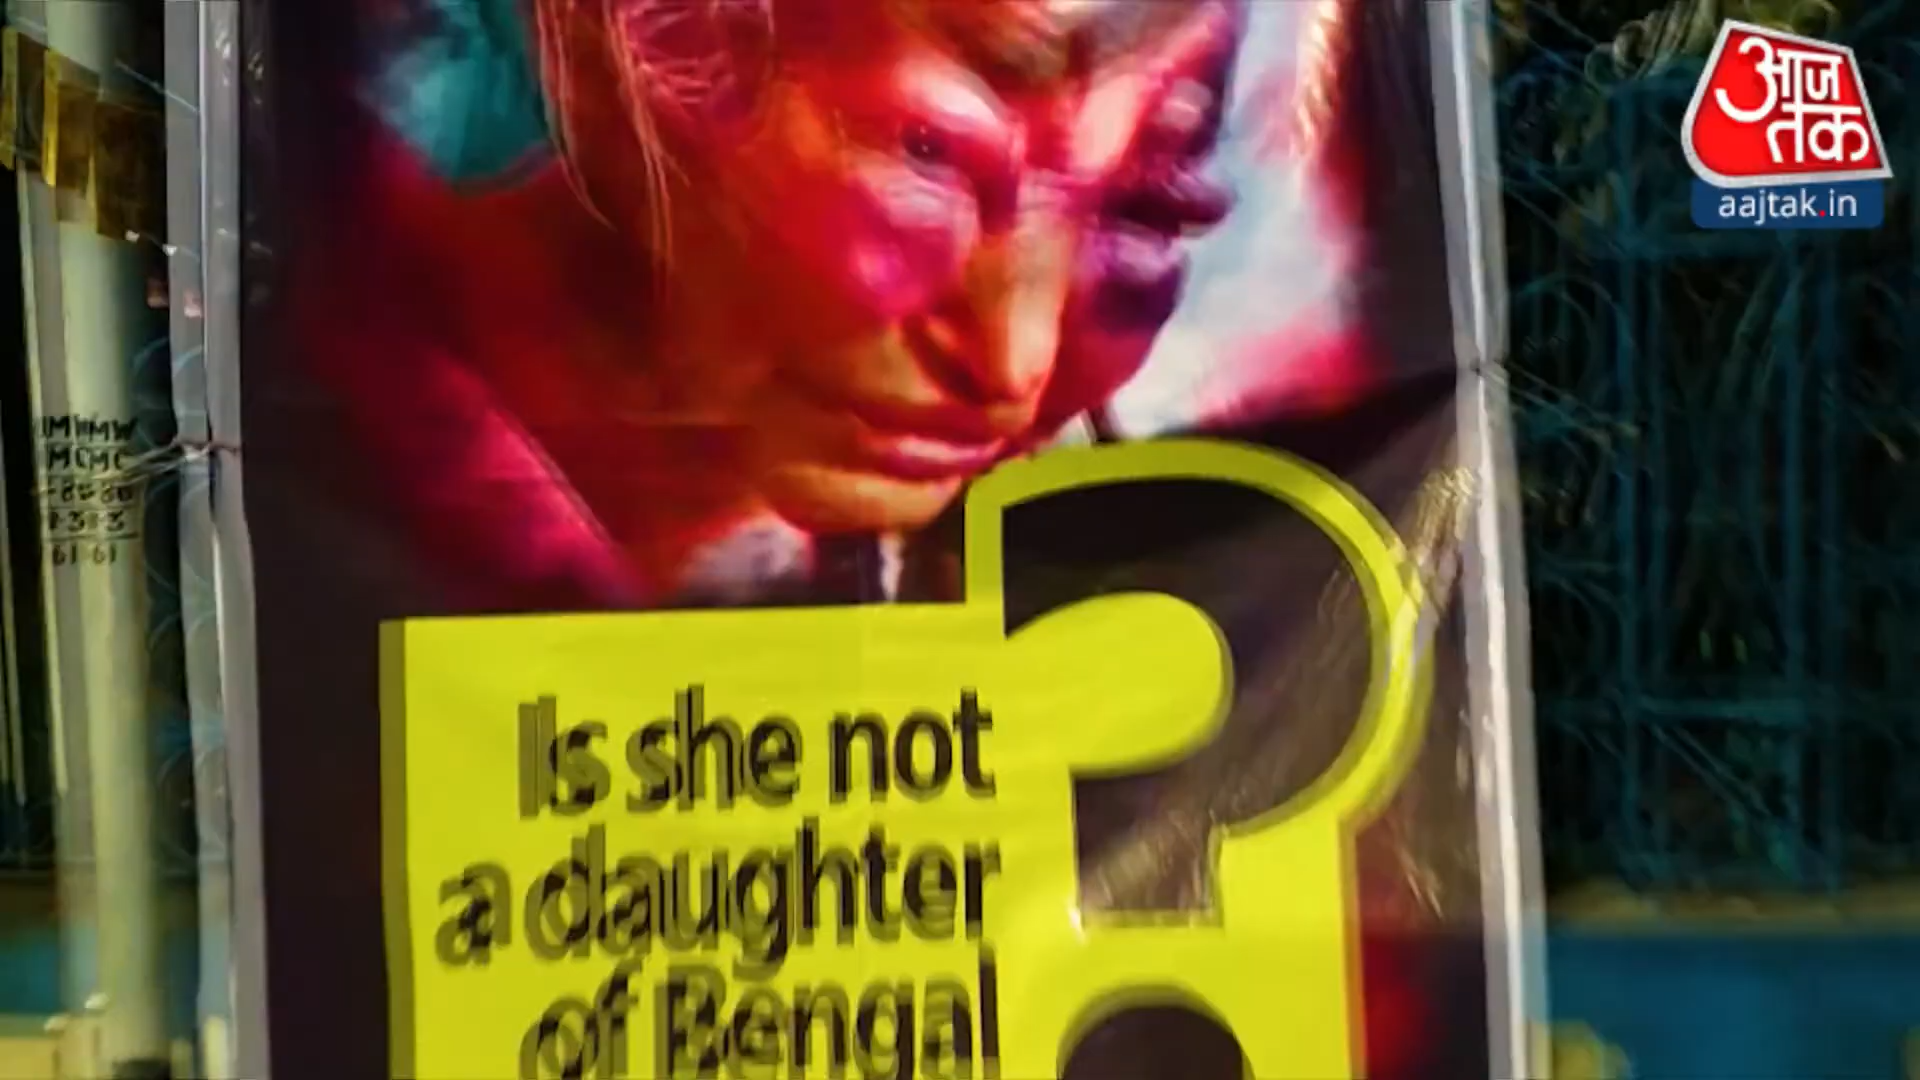 आज
तक
aajtak.in
Is she not
a daughter
of Bengal
?